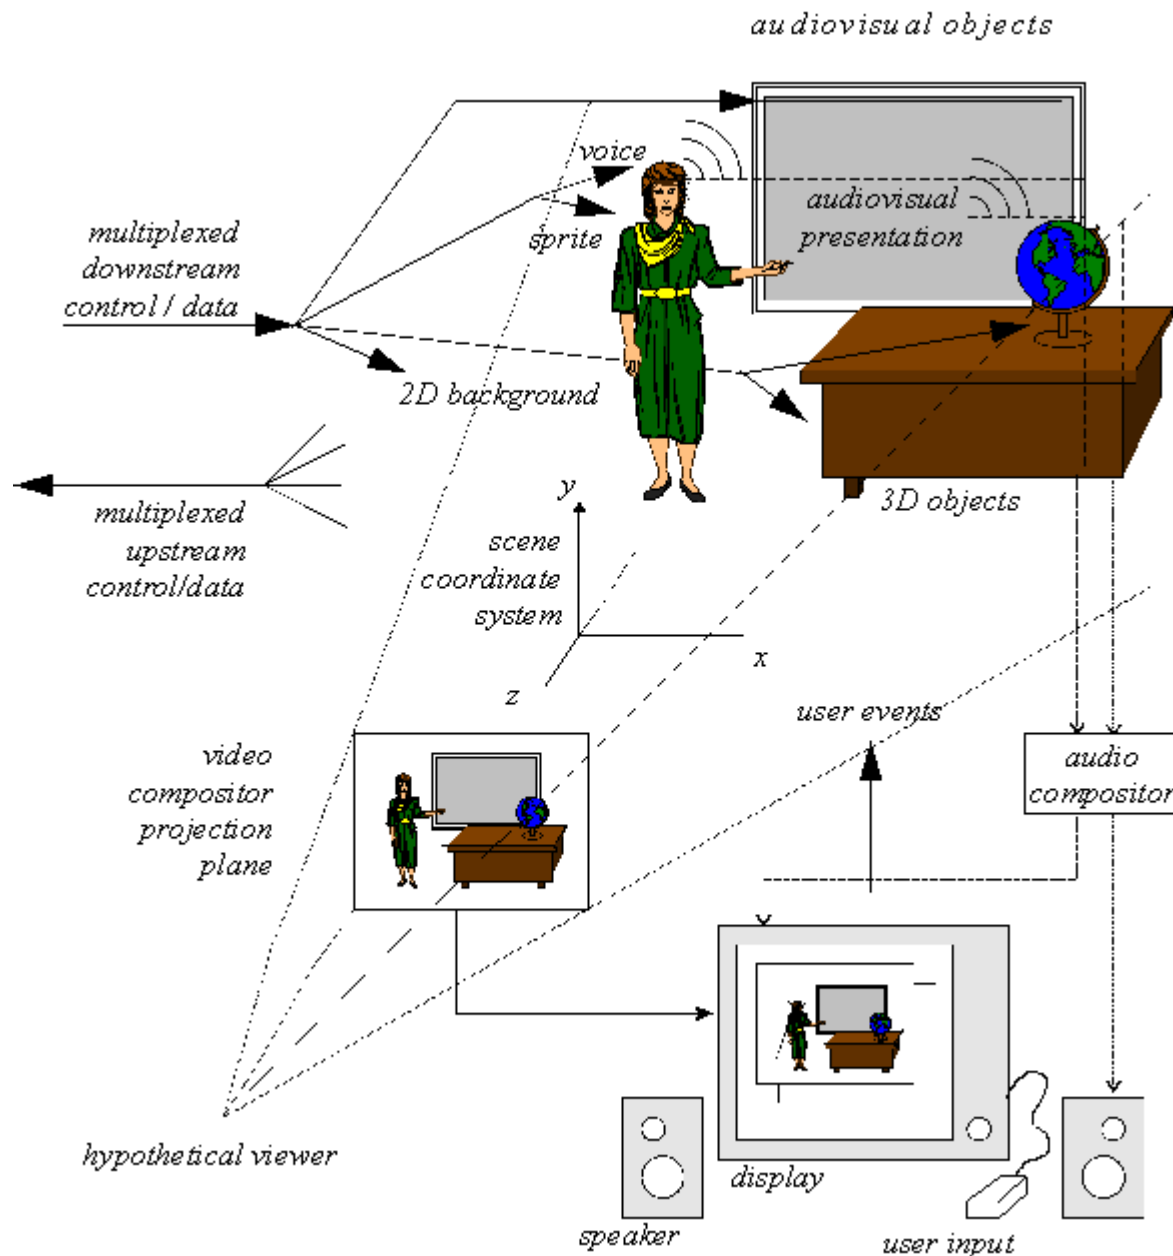 audiovisual objects
voice
sprite
audiovisual
presentation
multiplexed
downstream
control / data
2D background
3D objects
multiplexed
upstream
control/data
y
scene
coordinate
system
x
z
user events
video
compositor
projection
plane
audio
compositor
hypothetical viewer
display
speaker
user input